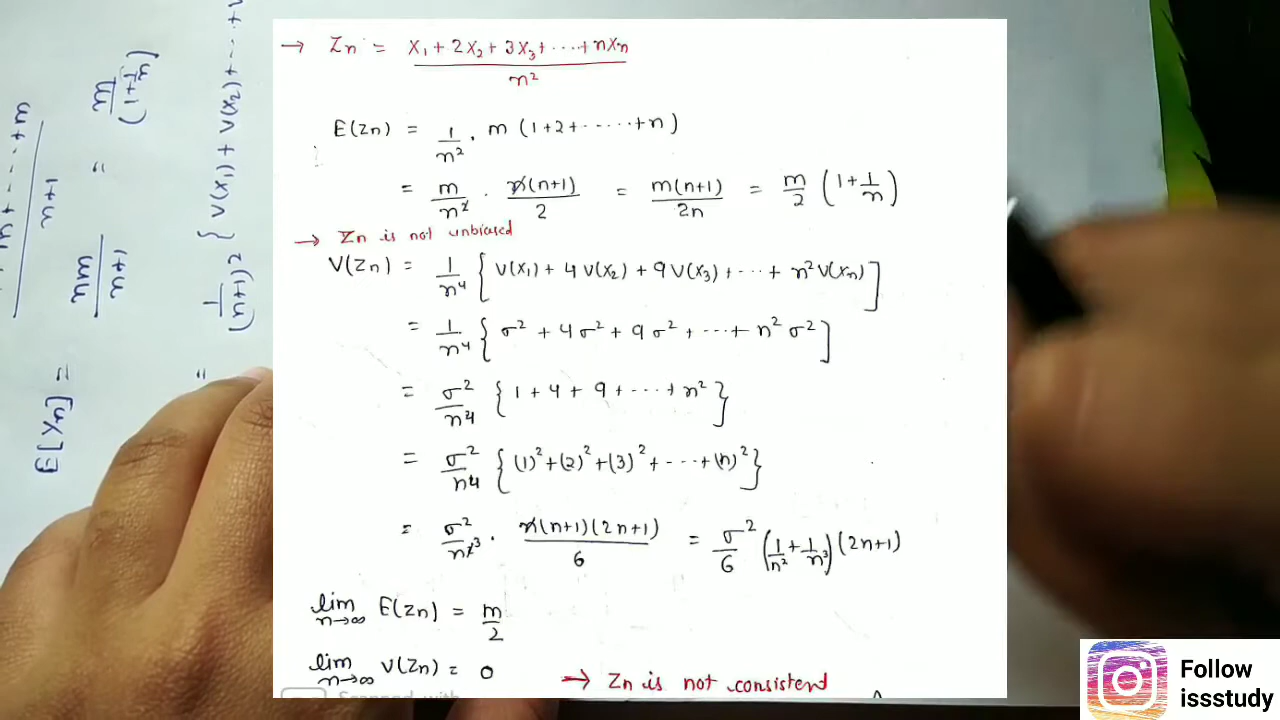 → Zn = X₁ + 2X₂ + 3X₃ + ..... + nXn / n²
E(Zn) = 1/n² . m (1+2+ ...... +n)
= m/n² . n(n+1)/2 = m(n+1)/2n = m/2 (1+1/n)
→ Zn is not unbiased
V(Zn) = 1/n⁴ { V(X₁) + 4V(X₂) + 9V(X₃) + ... + n²V(Xn) ]
= 1/n⁴ { σ² + 4σ² + 9σ² + ... + n²σ² ]
= σ²/n⁴ { 1 + 4 + 9 + .... + n² }
= σ²/n⁴ { (1)² + (2)² + (3)² + .... + (n)² }
= σ²/n³ . n(n+1)(2n+1)/6 = σ²/6 (1/n² + 1/n³) (2n+1)
lim n→∞ E(Zn) = m/2
lim n→∞ V(Zn) = 0 → Zn is not consistend
E[Xn] =
mn/n+1 = m/(1+1/n)
= 1/(n+1)² { V(X₁) + V(X₂) + ...
Follow
issstudy